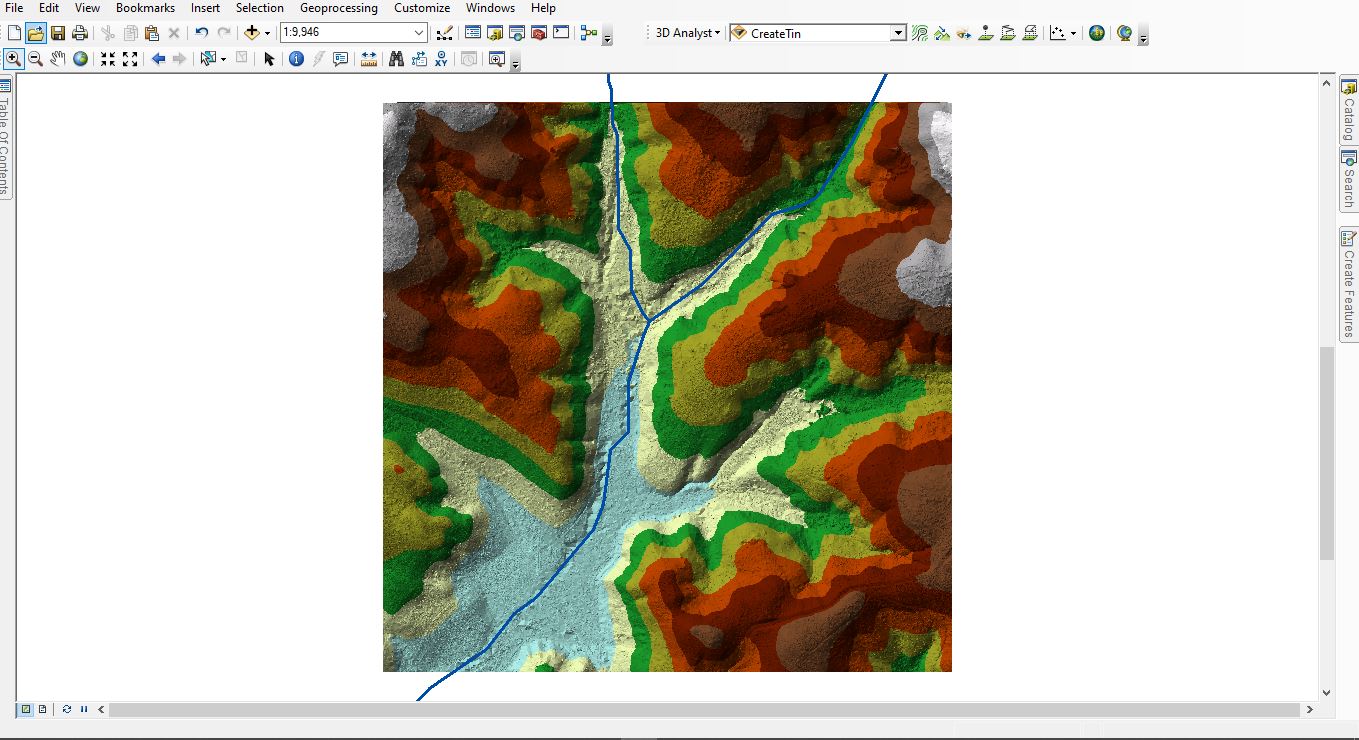 File Edit View Bookmarks Insert Selection Geoprocessing Customize Windows Help
1:9,946 3D Analyst CreateTin
XY
Table Of Contents
Catalog
Search
Create Features